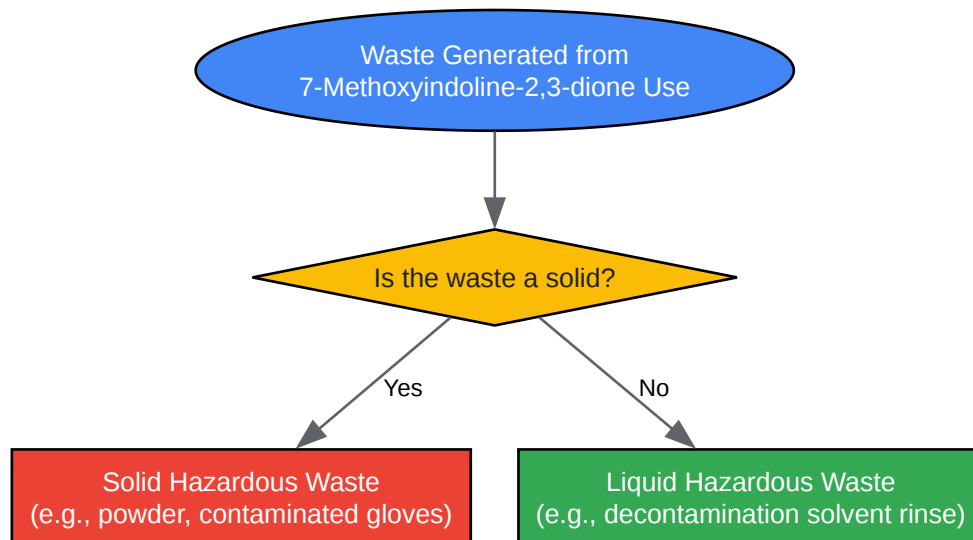 Waste Generated from
7-Methoxyindoline-2,3-dione Use
Is the waste a solid?
Yes
No
Solid Hazardous Waste
(e.g., powder, contaminated gloves)
Liquid Hazardous Waste
(e.g., decontamination solvent rinse)